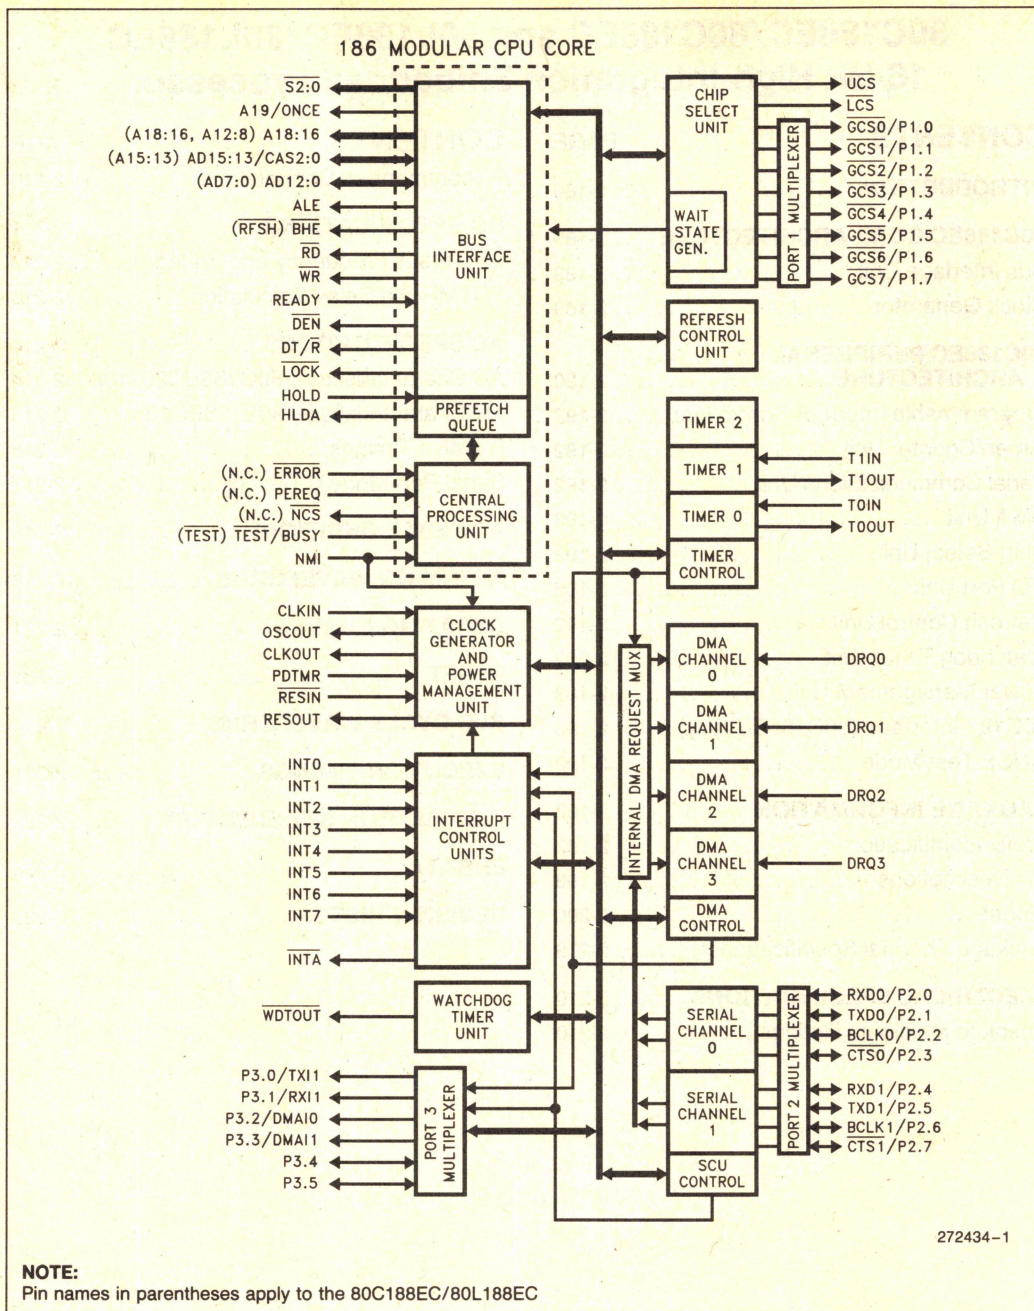 186 MODULAR CPU CORE
S2:0
A19/ONCE
(A18:16, A12:8) A18:16
(A15:13) AD15:13/CAS2:0
(AD7:0) AD12:0
ALE
(RFSH) BHE
RD
WR
READY
DEN
DT/R
LOCK
HOLD
HLDA
BUS
INTERFACE
UNIT
PREFETCH
QUEUE
(N.C.) ERROR
(N.C.) PEREQ
(N.C.) NCS
(TEST) TEST/BUSY
NMI
CENTRAL
PROCESSING
UNIT
CLKIN
OSCOUT
CLKOUT
PDTMR
RESIN
RESOUT
CLOCK
GENERATOR
AND
POWER
MANAGEMENT
UNIT
INT0
INT1
INT2
INT3
INT4
INT5
INT6
INT7
INTA
INTERRUPT
CONTROL
UNITS
WDTOUT
WATCHDOG
TIMER
UNIT
P3.0/TXI1
P3.1/RXI1
P3.2/DMAI0
P3.3/DMAI1
P3.4
P3.5
PORT 3
MULTIPLEXER
CHIP
SELECT
UNIT
WAIT
STATE
GEN.
PORT 1 MULTIPLEXER
UCS
LCS
GCS0/P1.0
GCS1/P1.1
GCS2/P1.2
GCS3/P1.3
GCS4/P1.4
GCS5/P1.5
GCS6/P1.6
GCS7/P1.7
REFRESH
CONTROL
UNIT
TIMER 2
TIMER 1
TIMER 0
TIMER
CONTROL
T1IN
T1OUT
T0IN
T0OUT
INTERNAL DMA REQUEST MUX
DMA
CHANNEL
0
DMA
CHANNEL
1
DMA
CHANNEL
2
DMA
CHANNEL
3
DMA
CONTROL
DRQ0
DRQ1
DRQ2
DRQ3
SERIAL
CHANNEL
0
SERIAL
CHANNEL
1
SCU
CONTROL
PORT 2 MULTIPLEXER
RXD0/P2.0
TXD0/P2.1
BCLK0/P2.2
CTS0/P2.3
RXD1/P2.4
TXD1/P2.5
BCLK1/P2.6
CTS1/P2.7
272434-1
NOTE:
Pin names in parentheses apply to the 80C188EC/80L188EC